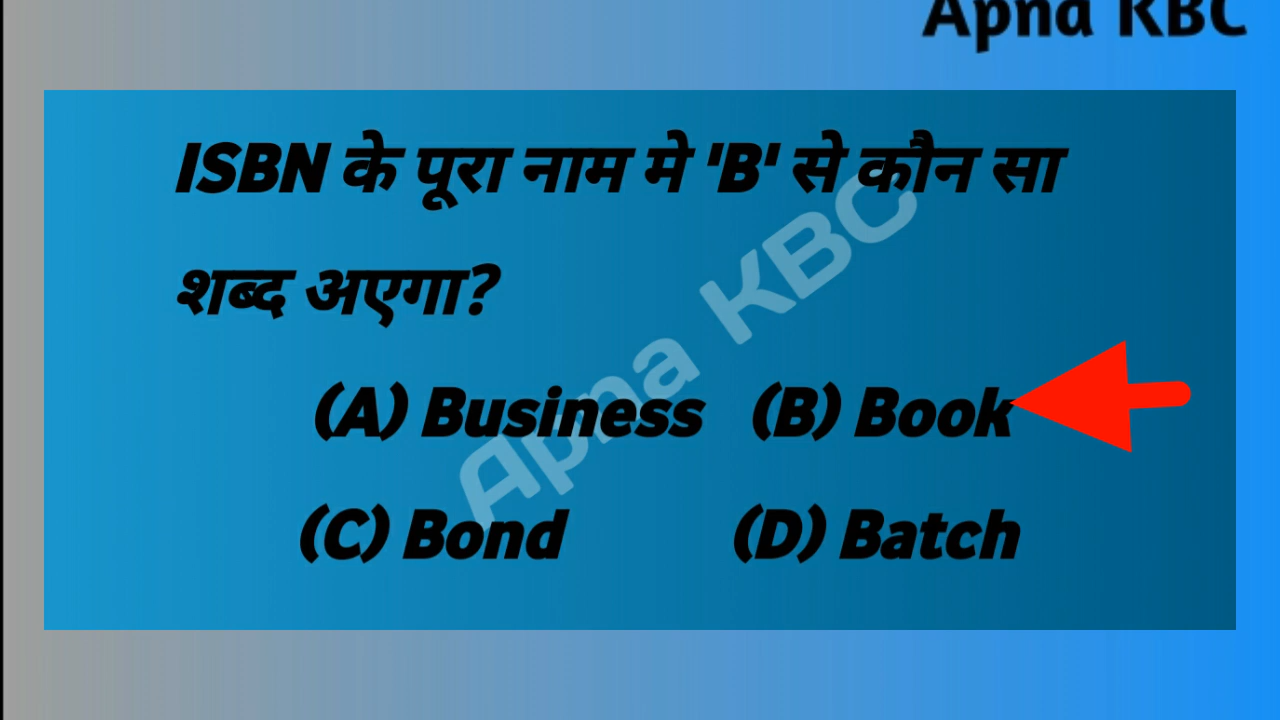 Apna KBC
ISBN के पूरा नाम मे 'B' से कौन सा
शब्द अएगा?
(A) Business (B) Book
(C) Bond (D) Batch
Apna KBC